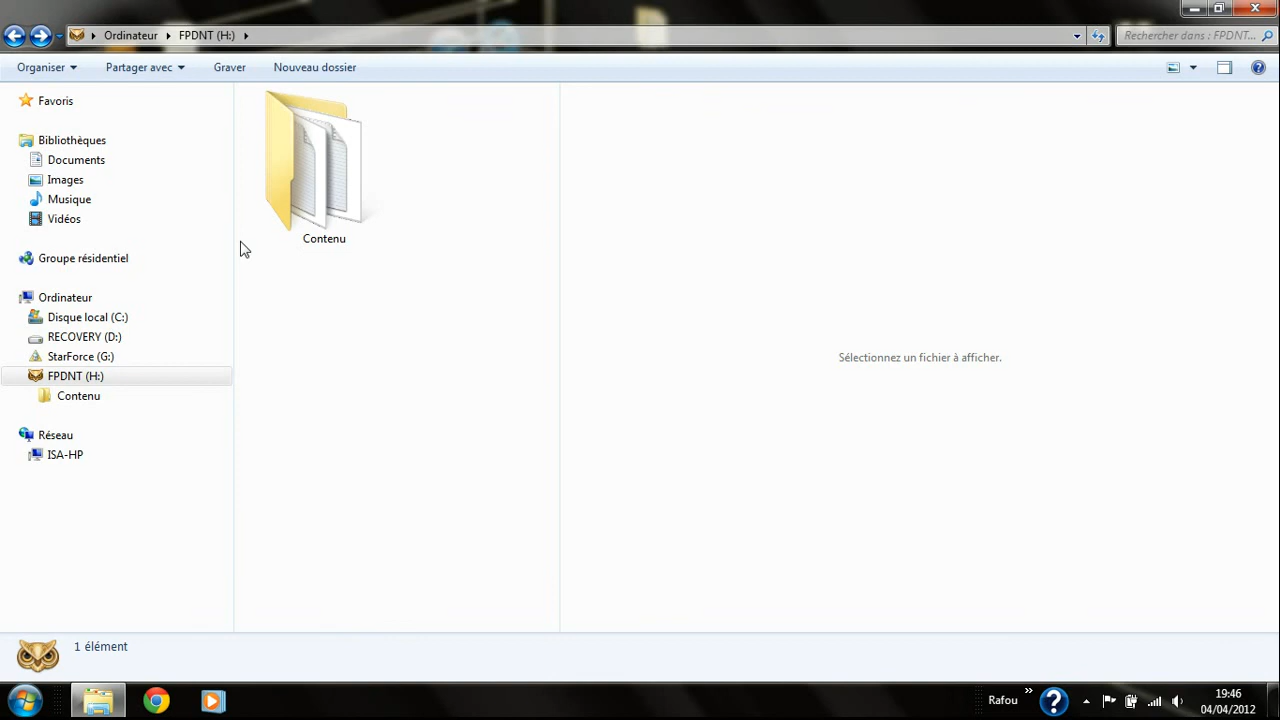 Ordinateur FPDNT (H:)
Rechercher dans : FPDNT...
Organiser Partager avec Graver Nouveau dossier
Favoris
Bibliothèques
Documents
Images
Musique
Vidéos
Groupe résidentiel
Ordinateur
Disque local (C:)
RECOVERY (D:)
StarForce (G:)
FPDNT (H:)
Contenu
Réseau
ISA-HP
Contenu
Sélectionnez un fichier à afficher.
1 élément
Rafou »
19:46
04/04/2012